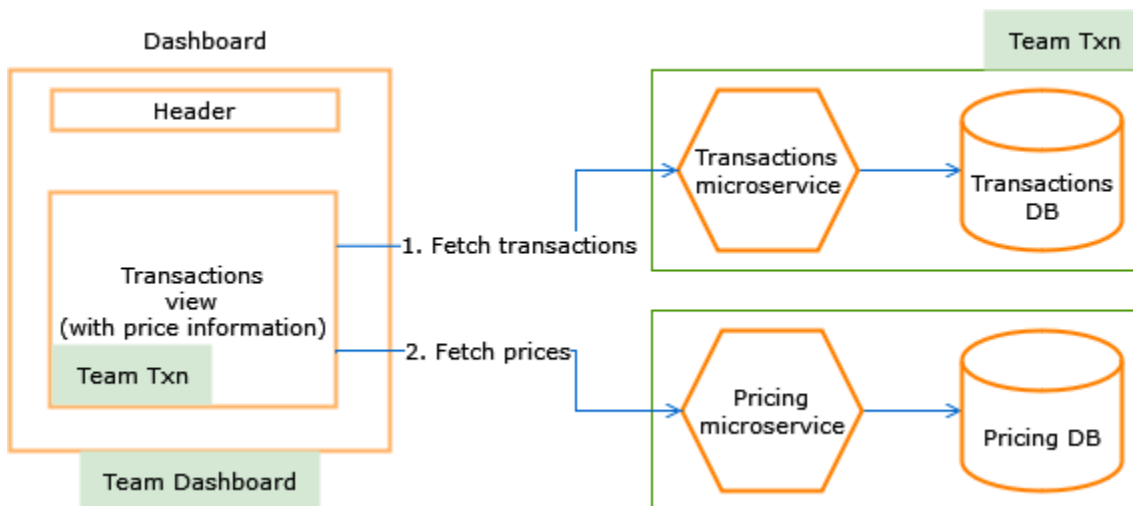 Dashboard
Team Txn
Header
Transactions
microservice
Transactions
DB
1. Fetch transactions
Transactions
view
(with price information)
2. Fetch prices
Team Txn
Pricing
microservice
Pricing DB
Team Dashboard